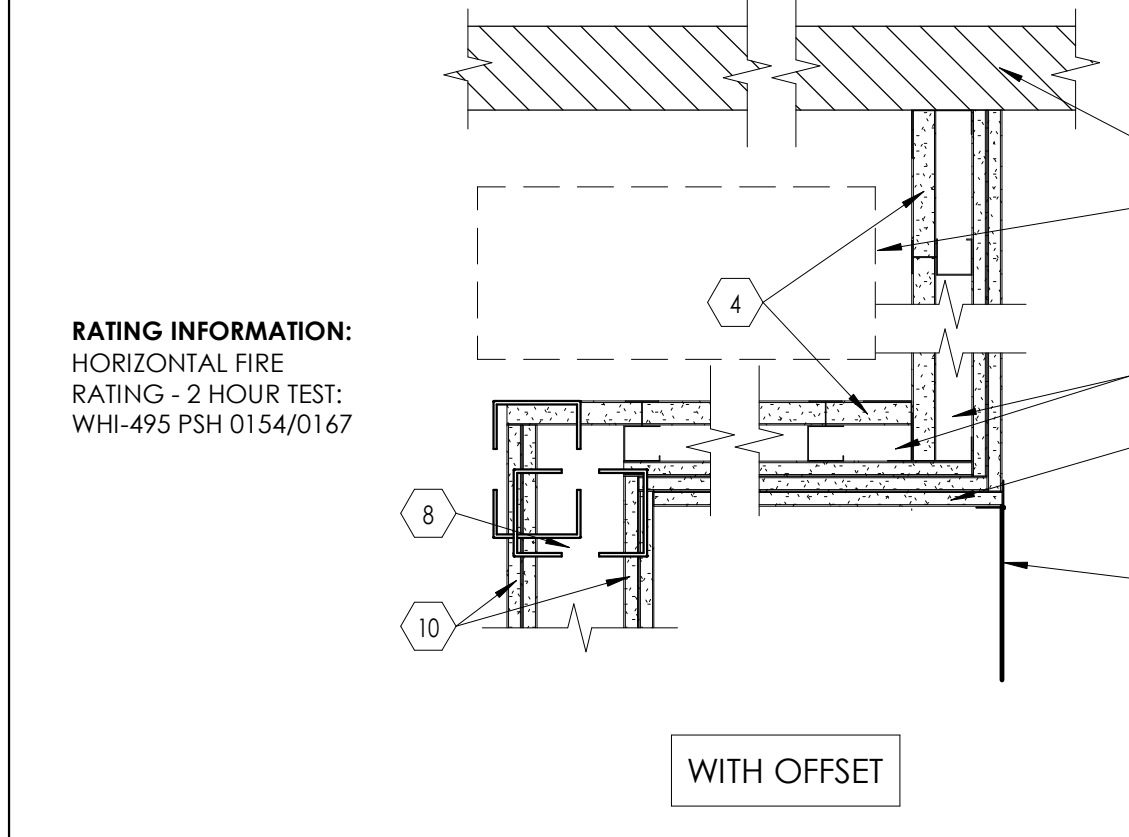 4
RATING INFORMATION:
HORIZONTAL FIRE
RATING - 2 HOUR TEST:
WHI-495 PSH 0154/0167
8
10
WITH OFFSET